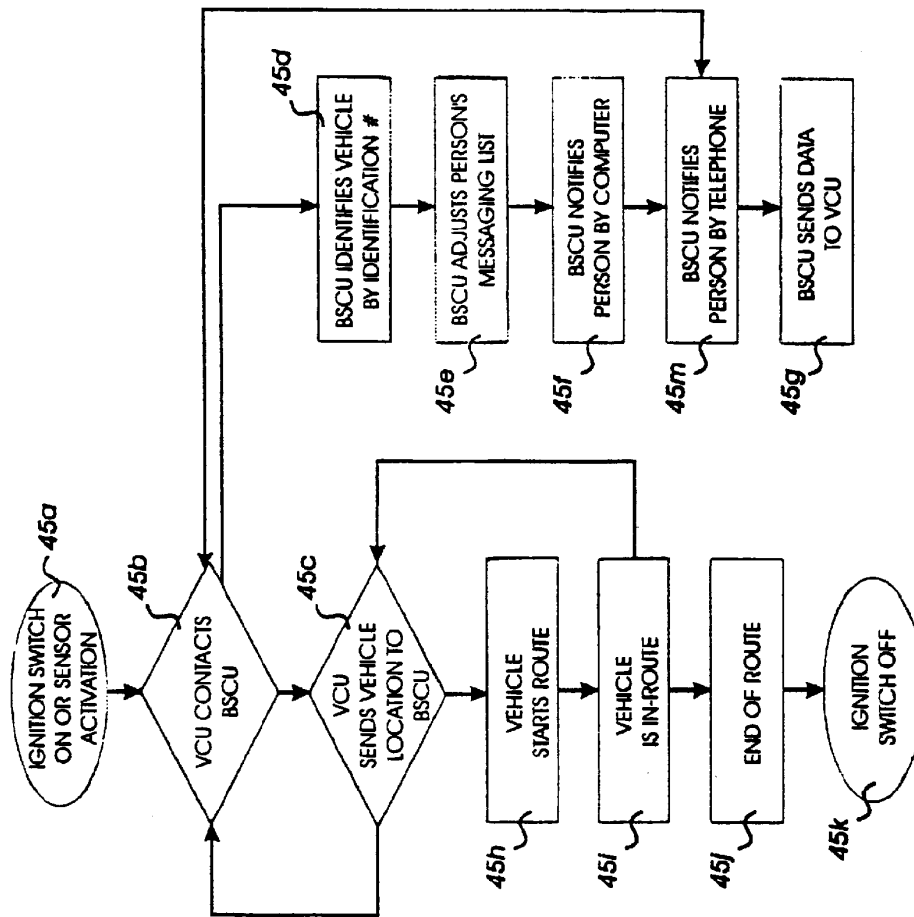 IGNITION SWITCH
ON OR SENSOR
ACTIVATION
45a
VCU CONTACTS
BSCU
45b
VCU
SENDS VEHICLE
LOCATION TO
BSCU
45c
VEHICLE
STARTS ROUTE
45h
VEHICLE
IS IN-ROUTE
45i
END OF ROUTE
45j
IGNITION
SWITCH OFF
45k
BSCU IDENTIFIES VEHICLE
BY IDENTIFICATION #
45d
BSCU ADJUSTS PERSON'S
MESSAGING LIST
45e
BSCU NOTIFIES
PERSON BY COMPUTER
45f
BSCU NOTIFIES
PERSON BY TELEPHONE
45m
BSCU SENDS DATA
TO VCU
45g